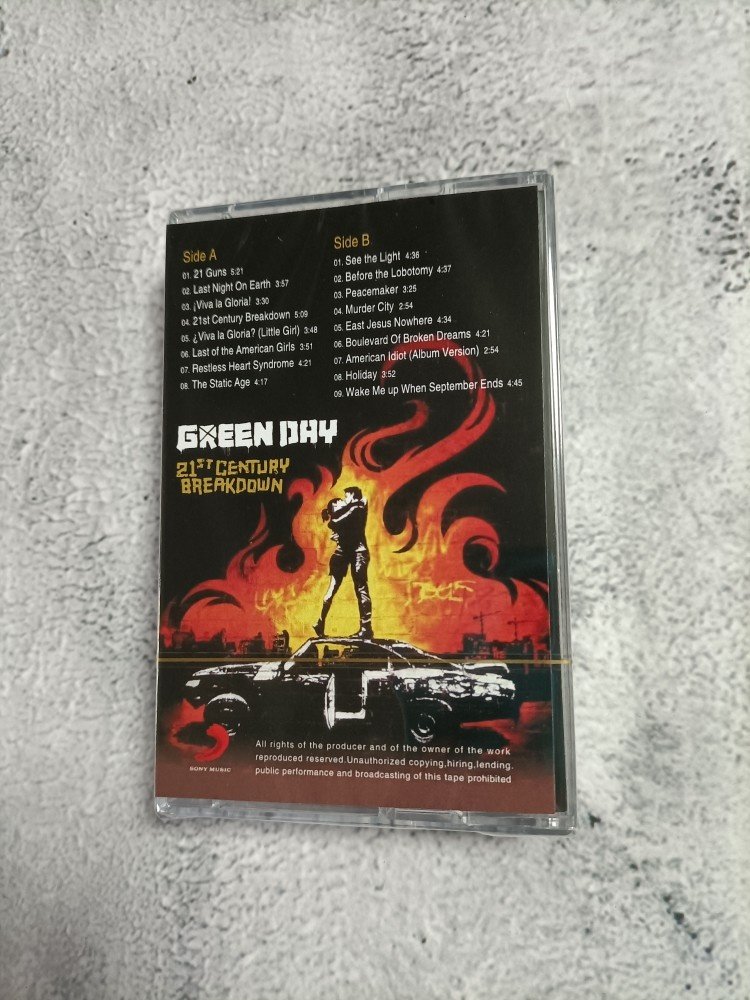 Side A
01. 21 Guns 5:21
02. Last Night On Earth 3:57
03. ¡Viva la Gloria! 3:30
04. 21st Century Breakdown 5:09
05. ¿Viva la Gloria? (Little Girl) 3:48
06. Last of the American Girls 3:51
07. Restless Heart Syndrome 4:21
08. The Static Age 4:17
Side B
01. See the Light 4:36
02. Before the Lobotomy 4:37
03. Peacemaker 3:25
04. Murder City 2:54
05. East Jesus Nowhere 4:34
06. Boulevard Of Broken Dreams 4:21
07. American Idiot (Album Version) 2:54
08. Holiday 3:52
09. Wake Me up When September Ends 4:45
GREEN DAY
21ST CENTURY
BREAKDOWN
SONY MUSIC
All rights of the producer and of the owner of the work
reproduced reserved.Unauthorized copying,hiring,lending.
public performance and broadcasting of this tape prohibited